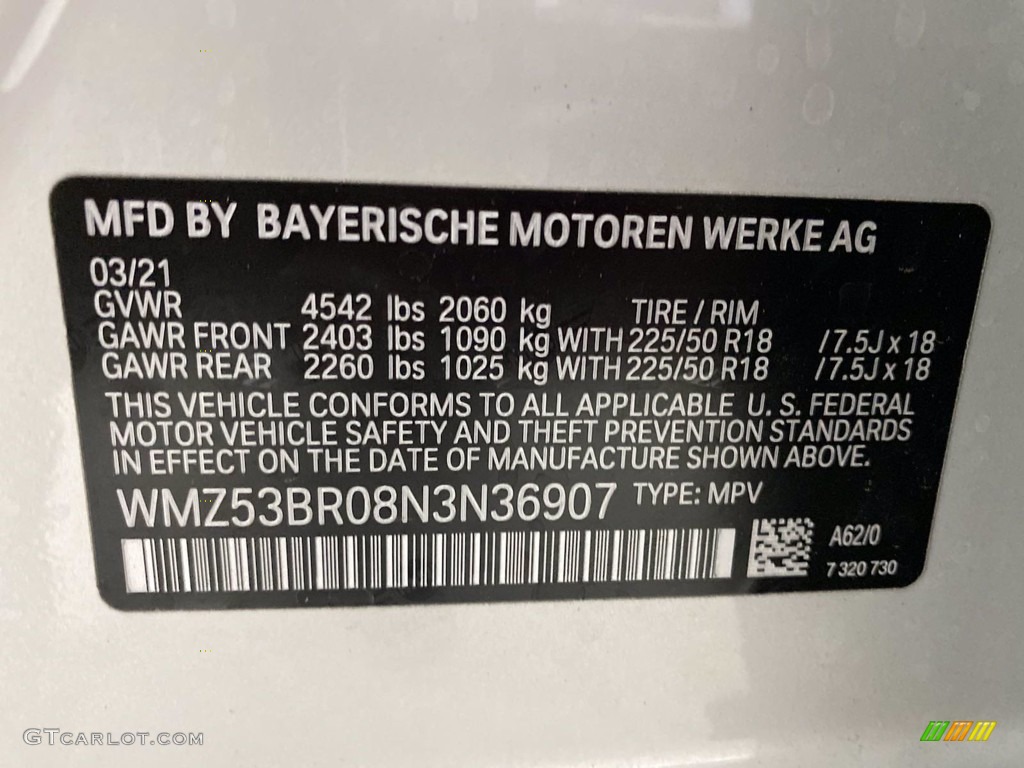 MFD BY BAYERISCHE MOTOREN WERKE AG
03/21
GVWR 4542 lbs 2060 kg TIRE / RIM
GAWR FRONT 2403 lbs 1090 kg WITH 225/50 R18 / 7.5J x 18
GAWR REAR 2260 lbs 1025 kg WITH 225/50 R18 / 7.5J x 18
THIS VEHICLE CONFORMS TO ALL APPLICABLE U. S. FEDERAL
MOTOR VEHICLE SAFETY AND THEFT PREVENTION STANDARDS
IN EFFECT ON THE DATE OF MANUFACTURE SHOWN ABOVE.
WMZ53BR08N3N36907 TYPE: MPV
A62/0
7 320 730
GTCARLOT.COM